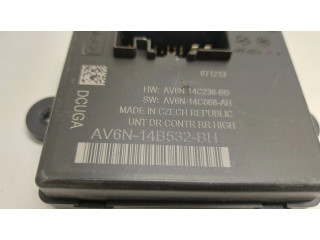 071213
HW: AV6N-14C236-BB
SW: AV6N-14C068-AH
MADE IN CZECH REPUBLIC
UNT DR CONTR RR HIGH
AV6N-14B532-BH
DCUGA